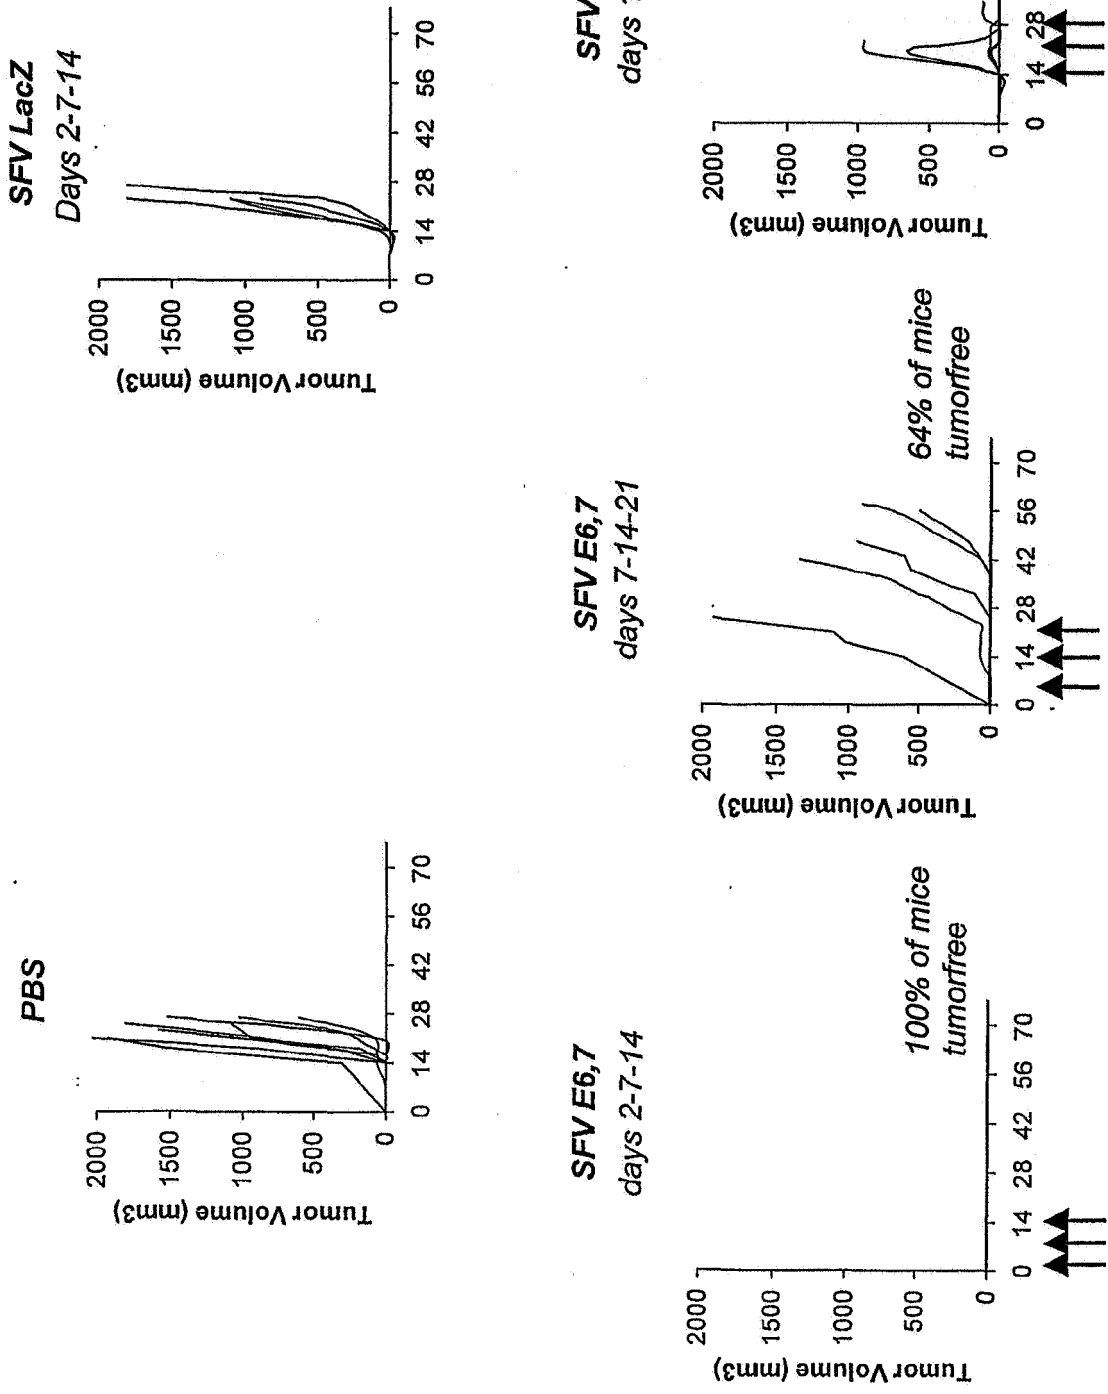 PBS
Tumor Volume (mm3)
2000
1500
1000
500
0
0 14 28 42 56 70
SFV LacZ
Days 2-7-14
Tumor Volume (mm3)
2000
1500
1000
500
0
0 14 28 42 56 70
SFV E6,7
days 2-7-14
Tumor Volume (mm3)
2000
1500
1000
500
0
100% of mice
tumorfree
0 14 28 42 56 70
SFV E6,7
days 7-14-21
Tumor Volume (mm3)
2000
1500
1000
500
0
64% of mice
tumorfree
0 14 28 42 56 70
SFV
days
Tumor Volume (mm3)
2000
1500
1000
500
0
0 14 28